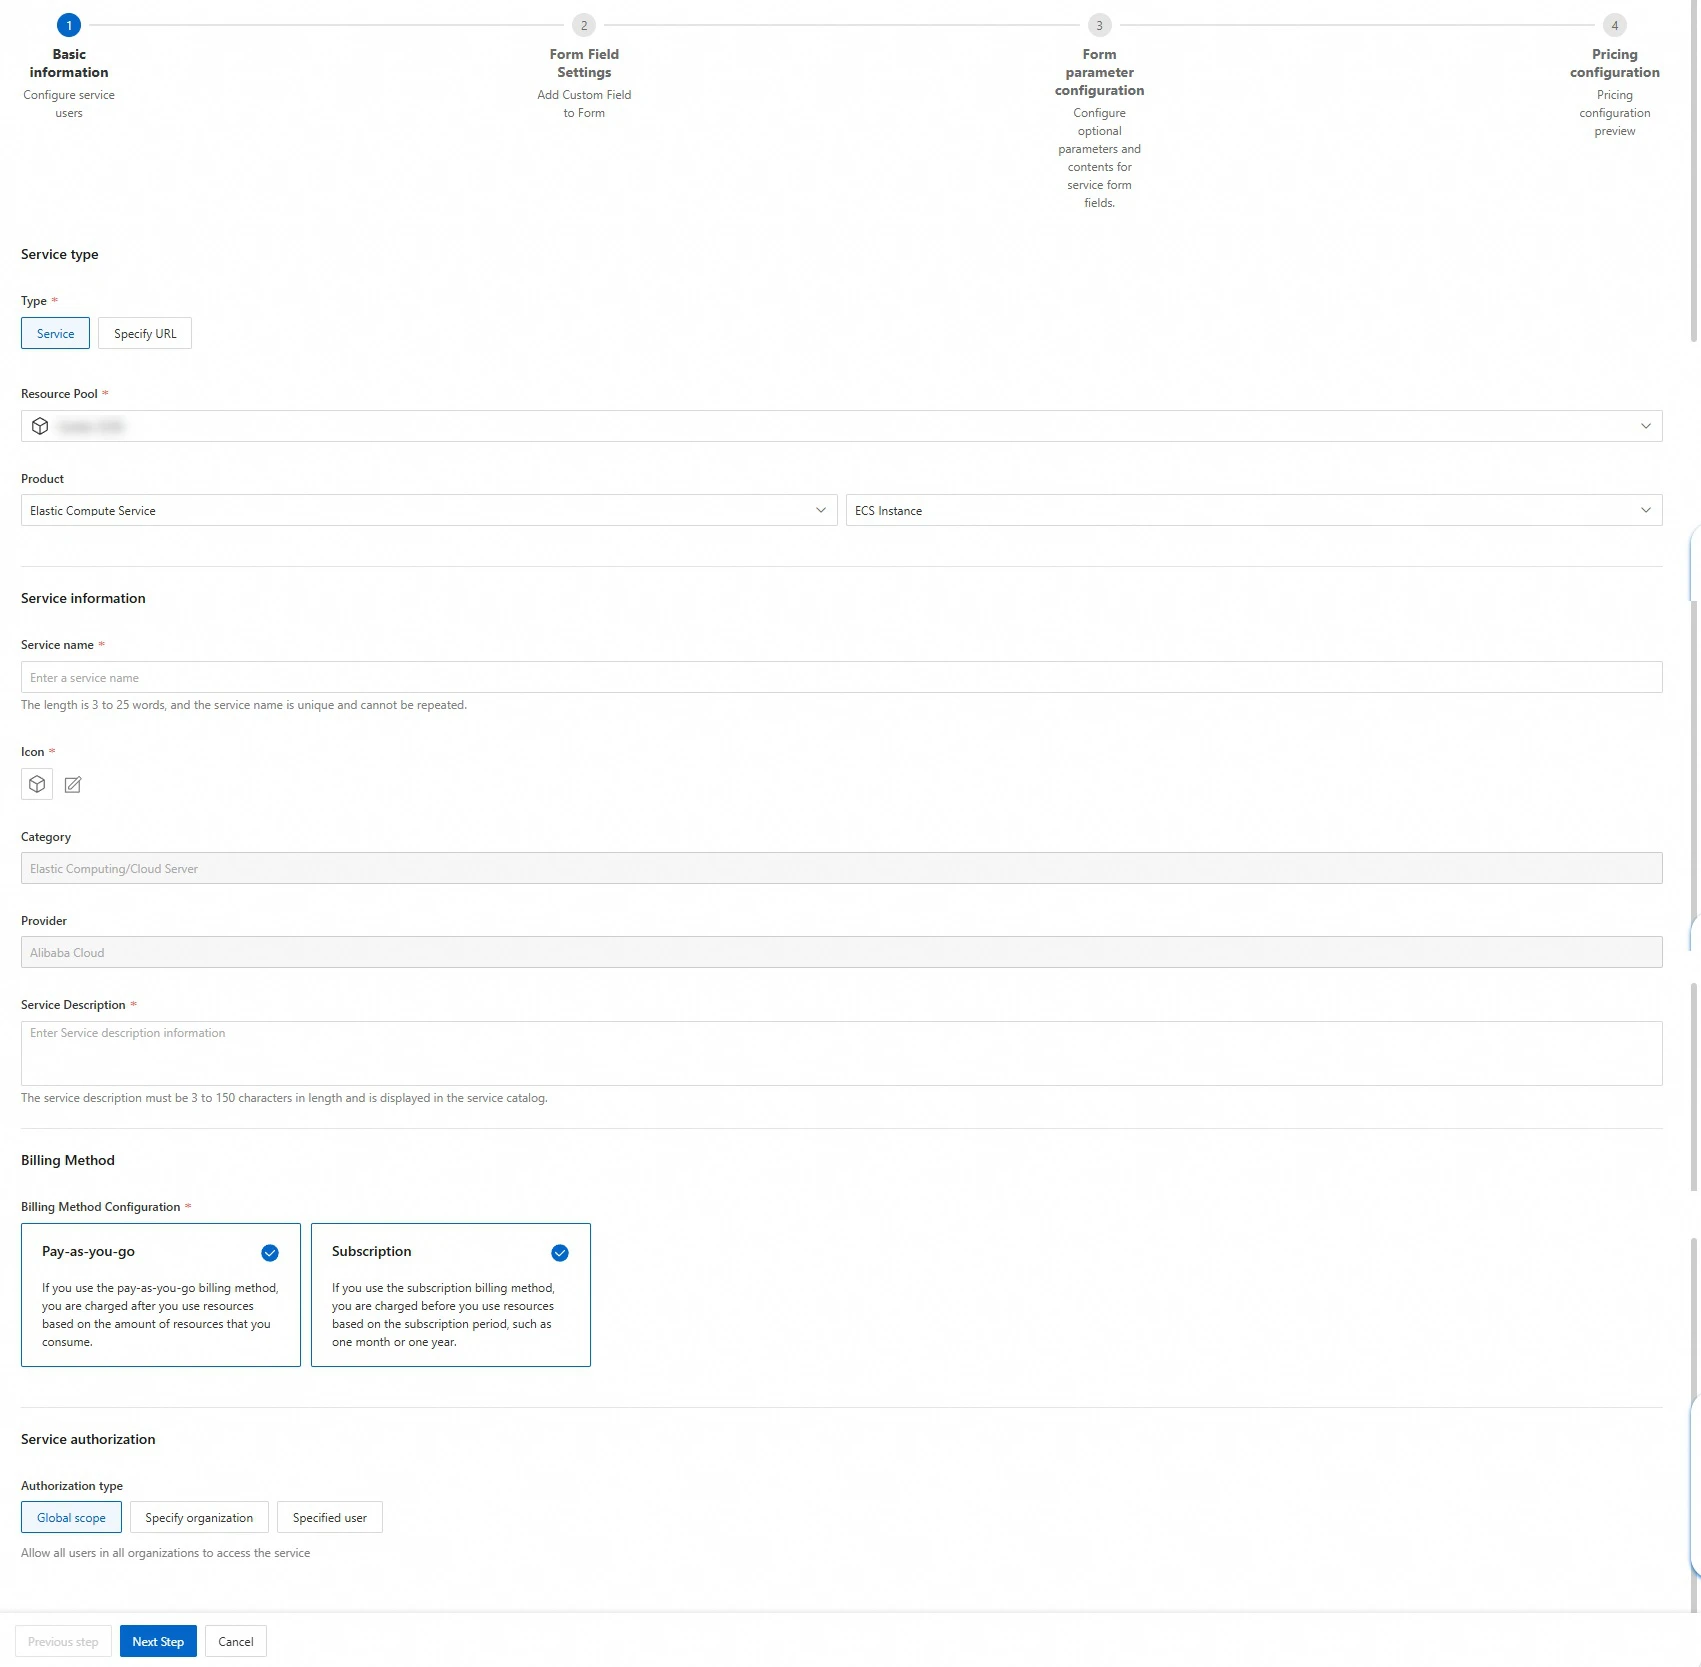 1
2
3
4
Basic
information
Configure service
users
Form Field
Settings
Add Custom Field
to Form
Form
parameter
configuration
Configure
optional
parameters and
contents for
service form
fields.
Pricing
configuration
Pricing
configuration
preview
Service type
Type *
Service
Specify URL
Resource Pool *
Product
Elastic Compute Service
ECS Instance
Service information
Service name *
Enter a service name
The length is 3 to 25 words, and the service name is unique and cannot be repeated.
Icon *
Category
Elastic Computing/Cloud Server
Provider
Alibaba Cloud
Service Description *
Enter Service description information
The service description must be 3 to 150 characters in length and is displayed in the service catalog.
Billing Method
Billing Method Configuration *
Pay-as-you-go
If you use the pay-as-you-go billing method,
you are charged after you use resources
based on the amount of resources that you
consume.
Subscription
If you use the subscription billing method,
you are charged before you use resources
based on the subscription period, such as
one month or one year.
Service authorization
Authorization type
Global scope
Specify organization
Specified user
Allow all users in all organizations to access the service
Previous step
Next Step
Cancel